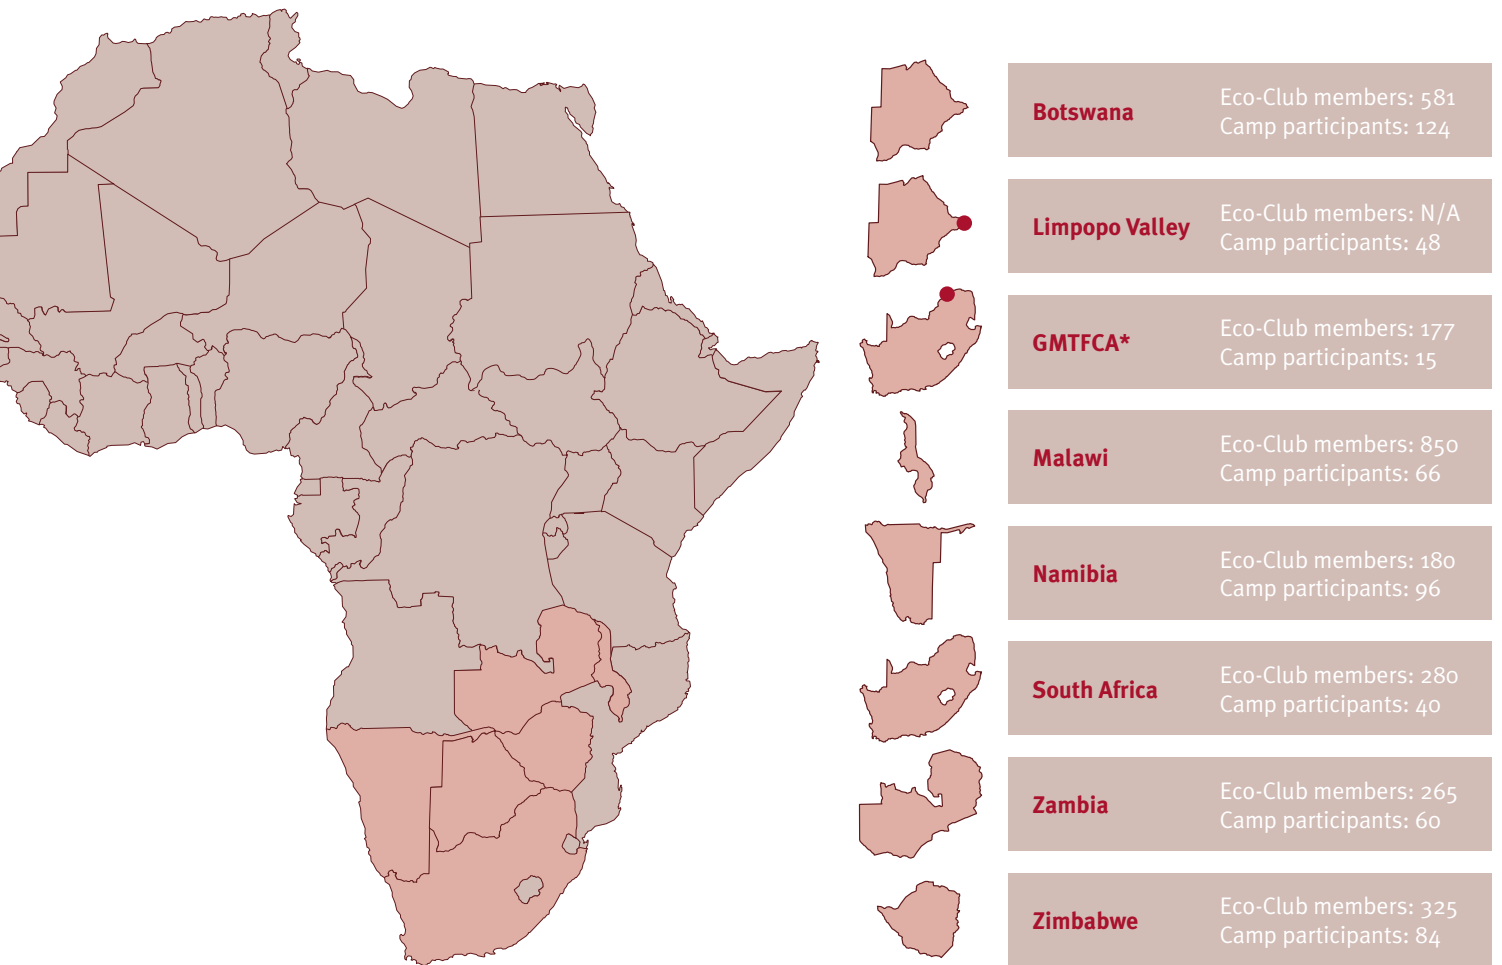 Botswana
Eco-Club members: 581
Camp participants: 124
Limpopo Valley
Eco-Club members: N/A
Camp participants: 48
GMTFCA*
Eco-Club members: 177
Camp participants: 15
Malawi
Eco-Club members: 850
Camp participants: 66
Namibia
Eco-Club members: 180
Camp participants: 96
South Africa
Eco-Club members: 280
Camp participants: 40
Zambia
Eco-Club members: 265
Camp participants: 60
Zimbabwe
Eco-Club members: 325
Camp participants: 84